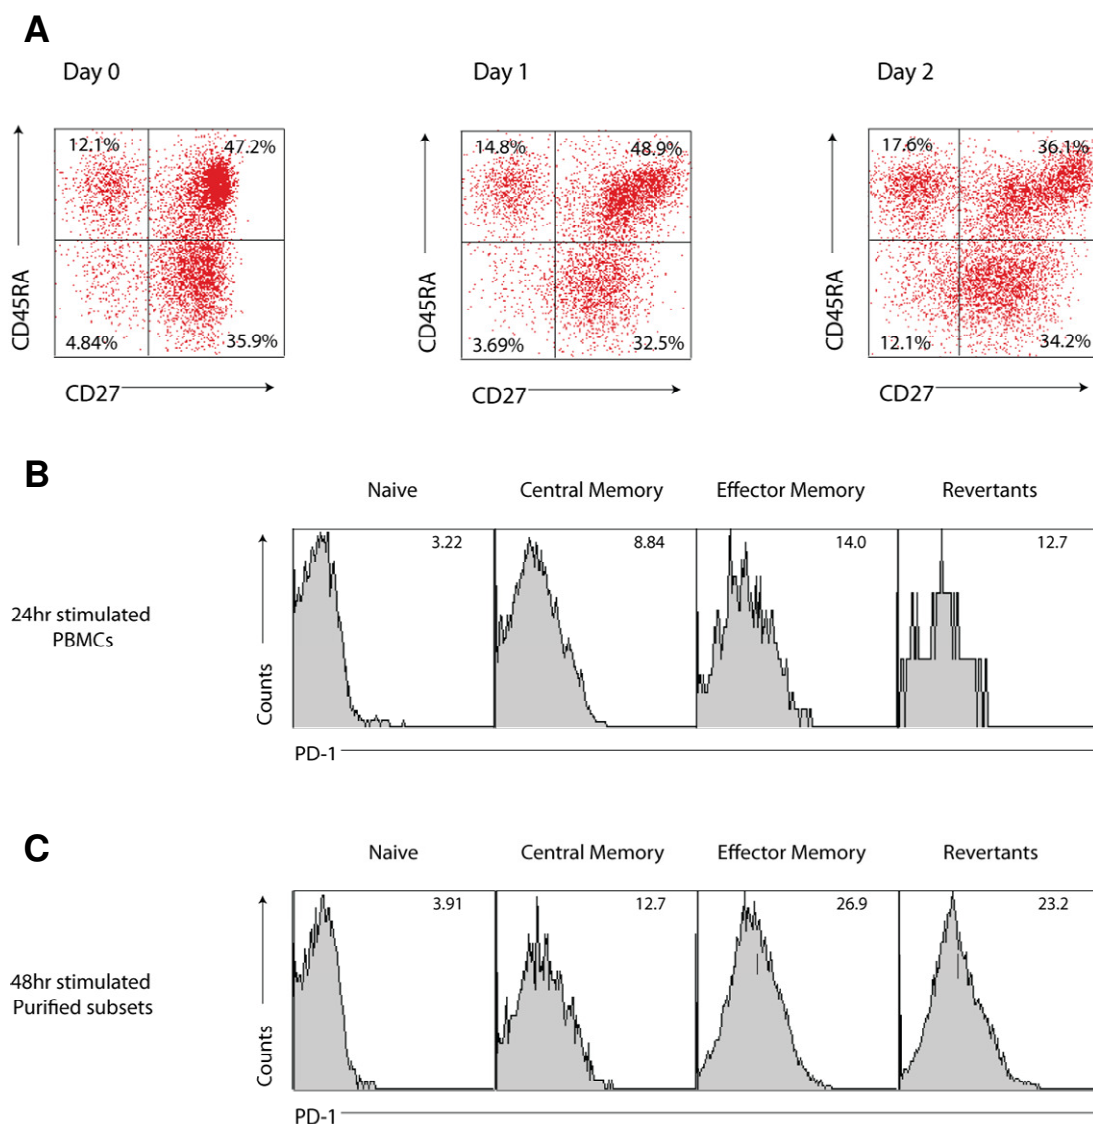 A
Day 0
Day 1
Day 2
12.1%
47.2%
14.8%
48.9%
17.6%
36.1%
CD45RA
CD45RA
CD45RA
4.84%
35.9%
3.69%
32.5%
12.1%
34.2%
CD27
CD27
CD27
B
Naive
Central Memory
Effector Memory
Revertants
3.22
8.84
14.0
12.7
24hr stimulated
PBMCs
Counts
PD-1
C
Naive
Central Memory
Effector Memory
Revertants
3.91
12.7
26.9
23.2
48hr stimulated
Purified subsets
Counts
PD-1